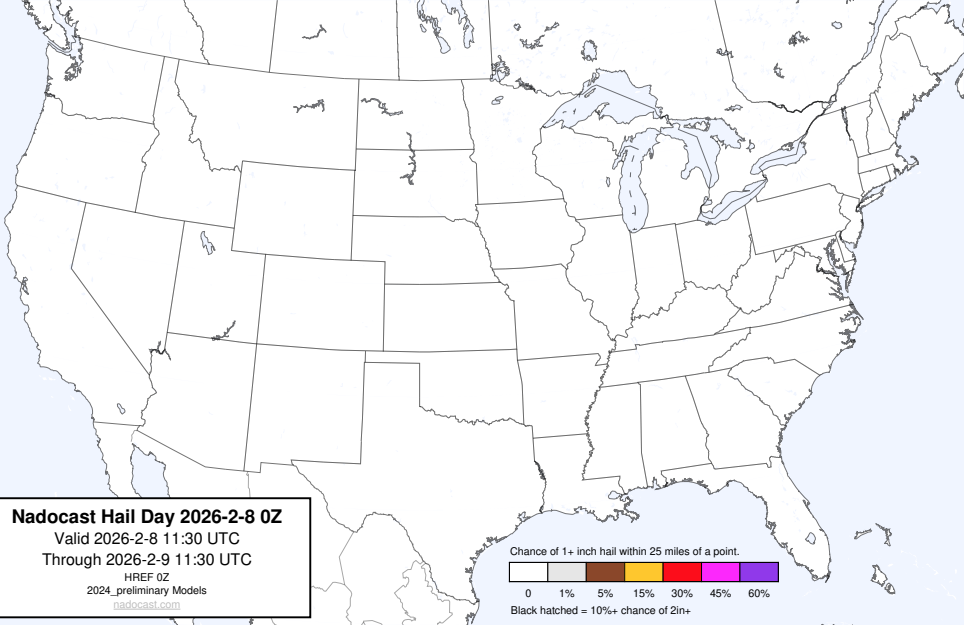 Nadocast Hail Day 2026-2-8 0Z
Valid 2026-2-8 11:30 UTC
Through 2026-2-9 11:30 UTC
HREF 0Z
2024_preliminary Models
nadocast.com
Chance of 1+ inch hail within 25 miles of a point.
0 1% 5% 15% 30% 45% 60%
Black hatched = 10%+ chance of 2in+